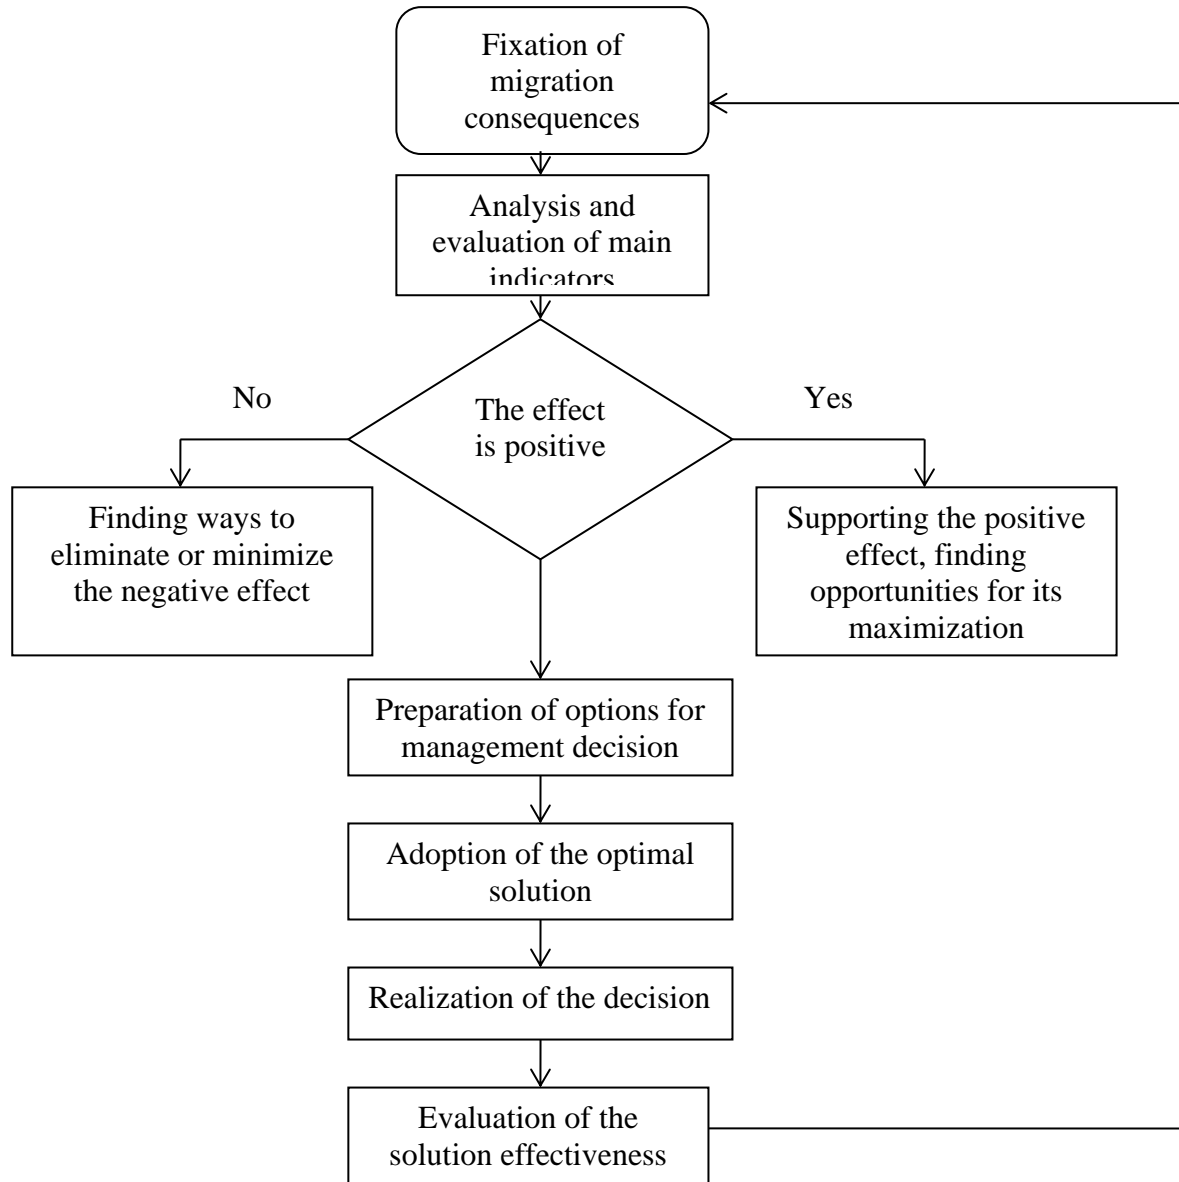 Fixation of
migration
consequences
Analysis and
evaluation of main
indicators
No
The effect
is positive
Yes
Finding ways to
eliminate or minimize
the negative effect
Supporting the positive
effect, finding
opportunities for its
maximization
Preparation of options for
management decision
Adoption of the optimal
solution
Realization of the decision
Evaluation of the
solution effectiveness